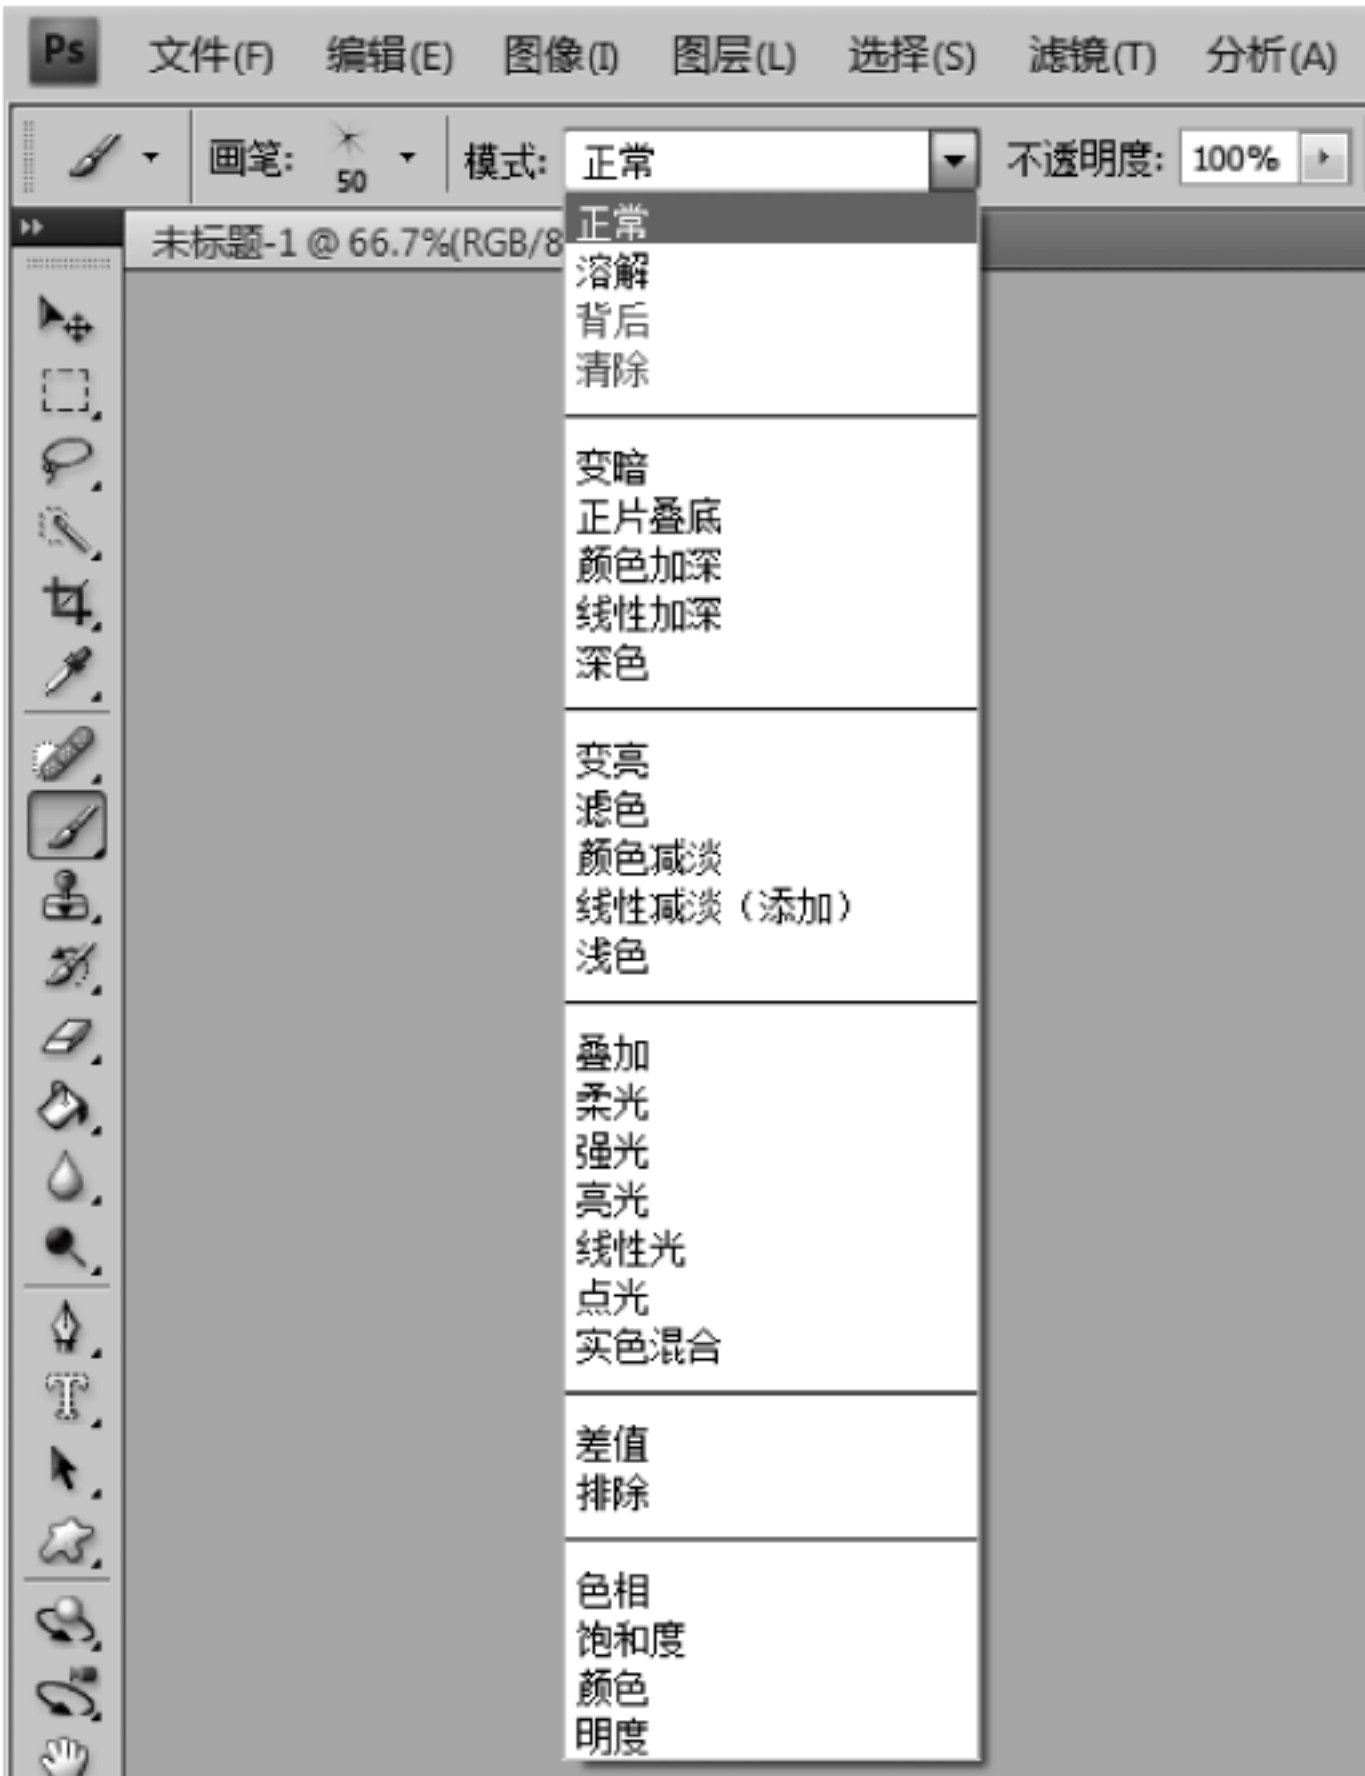 Ps 文件(F) 编辑(E) 图像(I) 图层(L) 选择(S) 滤镜(T) 分析(A)
画笔: 50 模式: 正常 不透明度: 100%
未标题-1 @ 66.7%(RGB/8
正常
溶解
背后
清除
变暗
正片叠底
颜色加深
线性加深
深色
变亮
滤色
颜色减淡
线性减淡（添加）
浅色
叠加
柔光
强光
亮光
线性光
点光
实色混合
差值
排除
色相
饱和度
颜色
明度